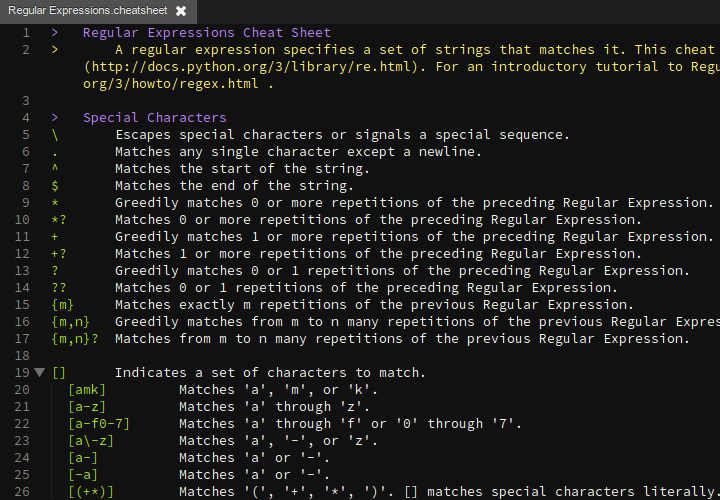 Regular Expressions.cheatsheet
1 > Regular Expressions Cheat Sheet
2 > A regular expression specifies a set of strings that matches it. This cheat
(http://docs.python.org/3/library/re.html). For an introductory tutorial to Regu
org/3/howto/regex.html .
3
4 > Special Characters
5 \ Escapes special characters or signals a special sequence.
6 . Matches any single character except a newline.
7 ^ Matches the start of the string.
8 $ Matches the end of the string.
9 * Greedily matches 0 or more repetitions of the preceding Regular Expression.
10 *? Matches 0 or more repetitions of the preceding Regular Expression.
11 + Greedily matches 1 or more repetitions of the preceding Regular Expression.
12 +? Matches 1 or more repetitions of the preceding Regular Expression.
13 ? Greedily matches 0 or 1 repetitions of the preceding Regular Expression.
14 ?? Matches 0 or 1 repetitions of the preceding Regular Expression.
15 {m} Matches exactly m repetitions of the previous Regular Expression.
16 {m,n} Greedily matches from m to n many repetitions of the previous Regular Expres
17 {m,n}? Matches from m to n many repetitions of the previous Regular Expression.
18
19 [] Indicates a set of characters to match.
20 [amk] Matches 'a', 'm', or 'k'.
21 [a-z] Matches 'a' through 'z'.
22 [a-f0-7] Matches 'a' through 'f' or '0' through '7'.
23 [a\-z] Matches 'a', '-', or 'z'.
24 [a-] Matches 'a' or '-'.
25 [-a] Matches 'a' or '-'.
26 [(+*)] Matches '(', '+', '*', ')'. [] matches special characters literally.